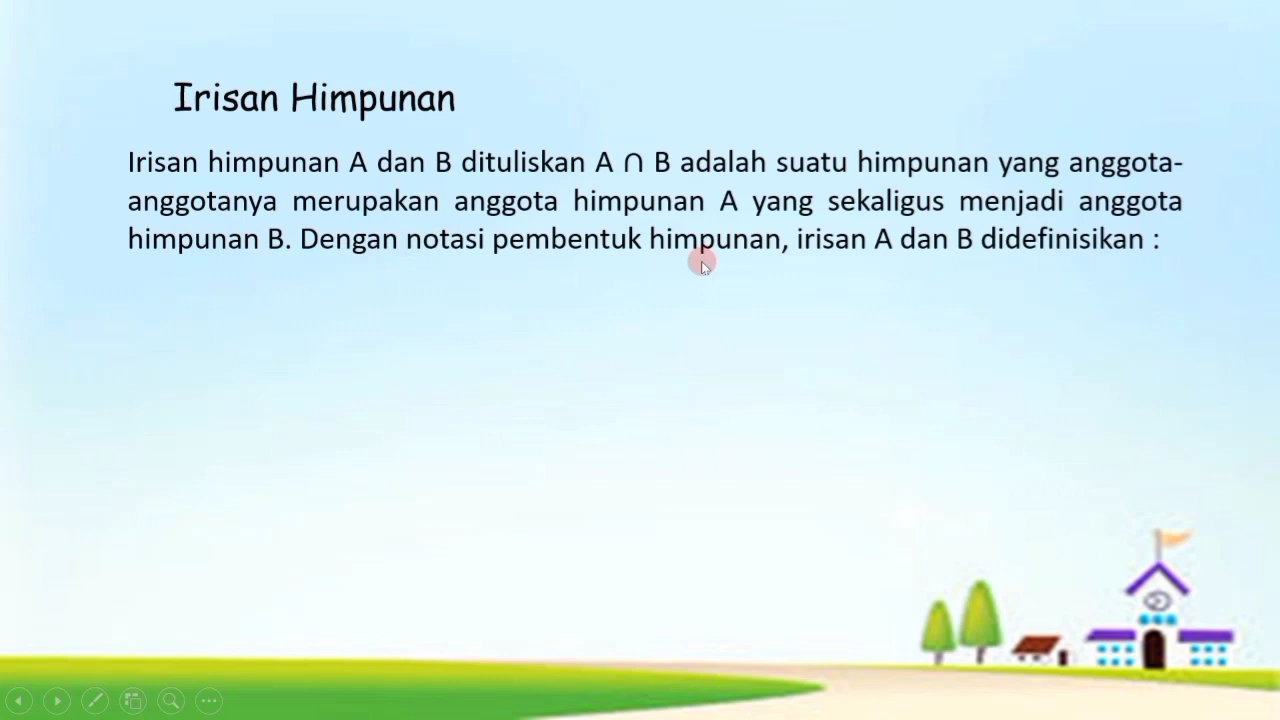 Irisan Himpunan
Irisan himpunan A dan B dituliskan A ∩ B adalah suatu himpunan yang anggota-
anggotanya merupakan anggota himpunan A yang sekaligus menjadi anggota
himpunan B. Dengan notasi pembentuk himpunan, irisan A dan B didefinisikan :